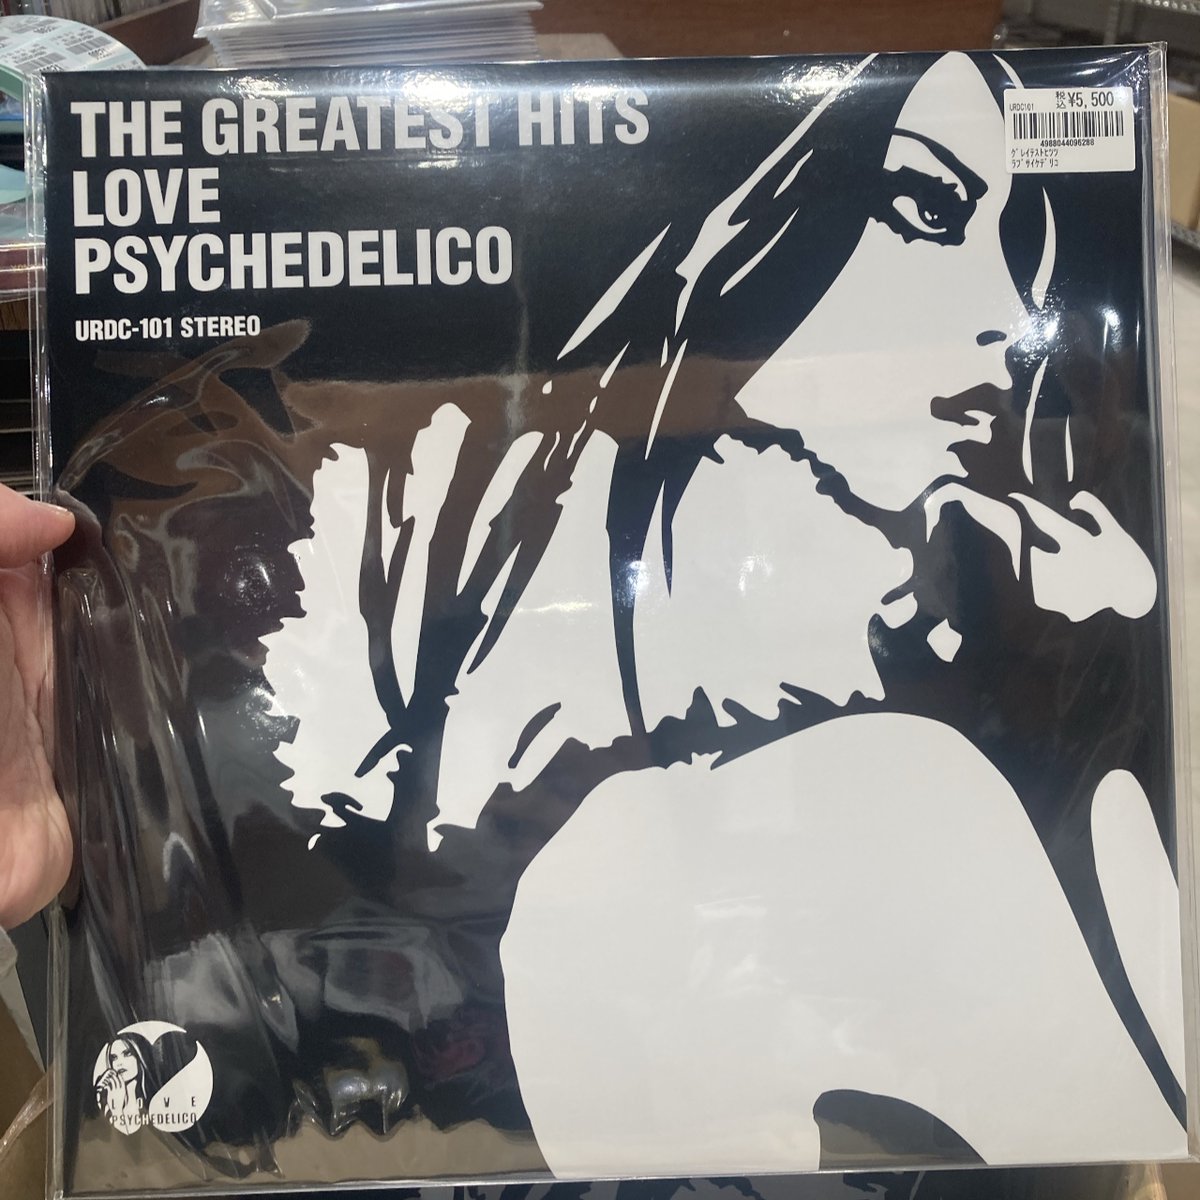 THE GREATEST HITS
LOVE
PSYCHEDELICO
URDC-101 STEREO
URDC101
税込 ¥5,500
4988044096288
グレイテストヒッツ
ラブサイケデリコ
LOVE
PSYCHEDELICO